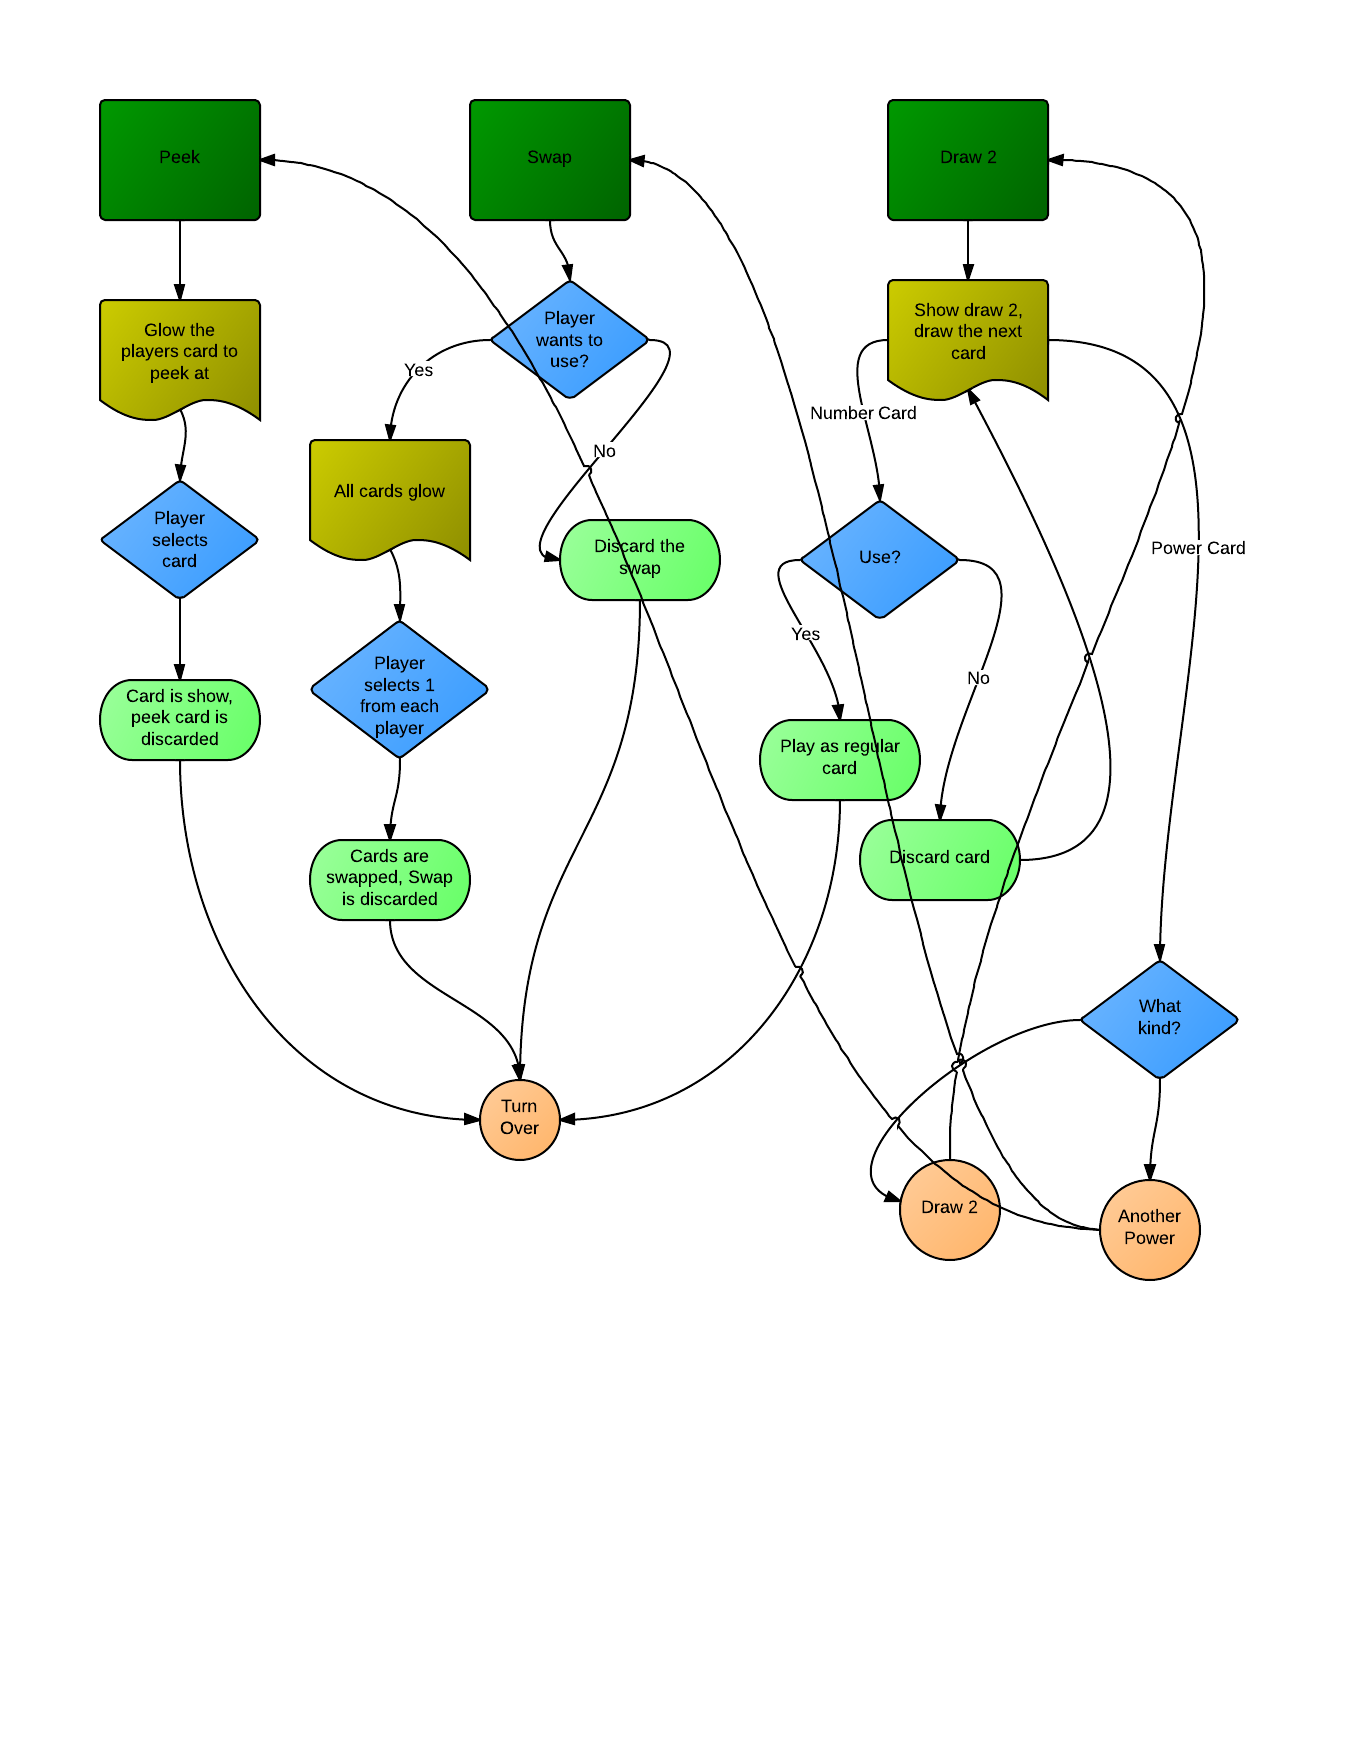 Peek
Swap
Draw 2
Glow the
players card to
peek at
Player
wants to
use?
Show draw 2,
draw the next
card
Yes
Number Card
No
All cards glow
Player
selects
card
Discard the
swap
Use?
Power Card
Yes
No
Player
selects 1
from each
player
Card is show,
peek card is
discarded
Play as regular
card
Cards are
swapped, Swap
is discarded
Discard card
What
kind?
Turn
Over
Draw 2
Another
Power